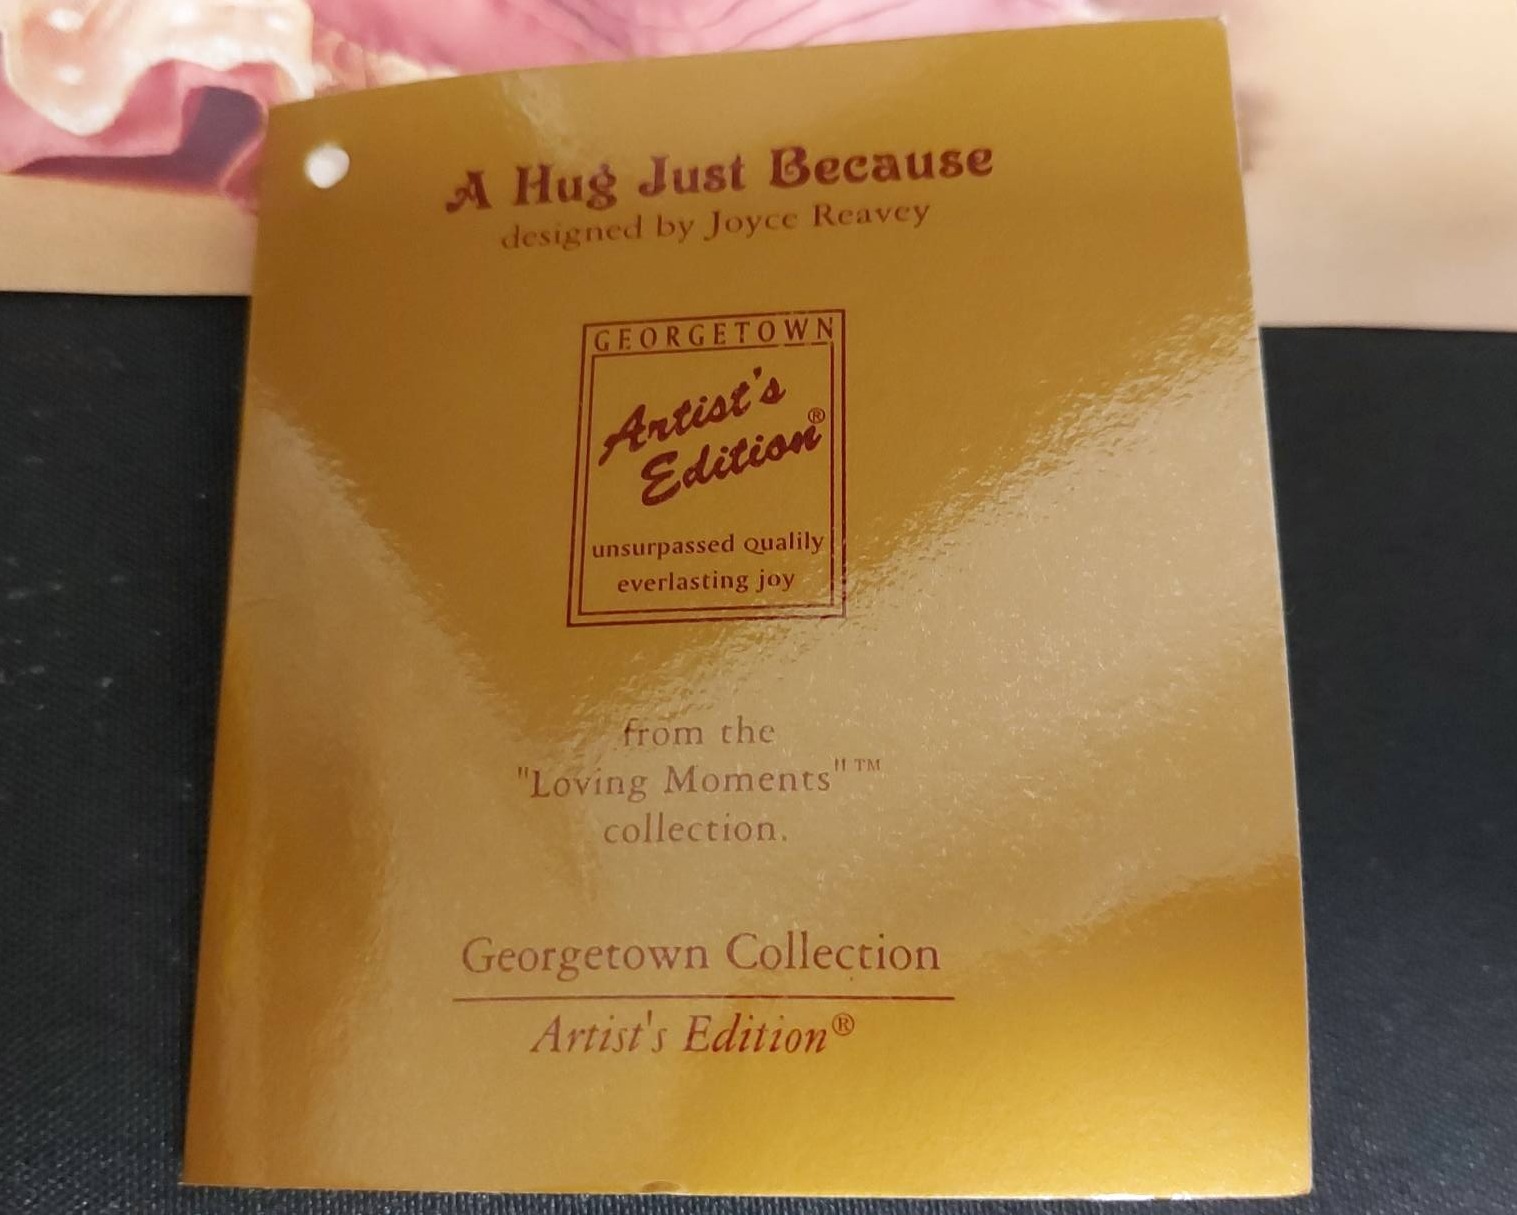 A Hug Just Because
designed by Joyce Reavey
GEORGETOWN
Artist's
Edition®
unsurpassed Qualily
everlasting joy
from the
"Loving Moments"™
collection.
Georgetown Collection
Artist's Edition®